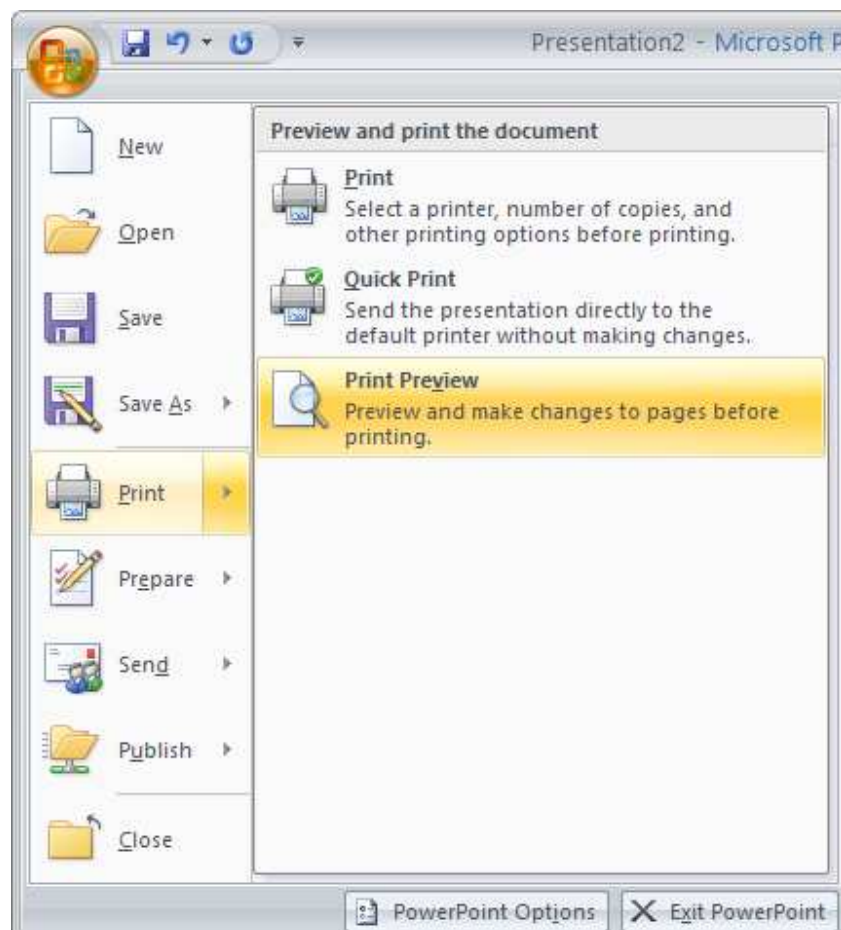 Presentation2 - Microsoft P
New
Open
Save
Save As
Print
Prepare
Send
Publish
Close
Preview and print the document
Print
Select a printer, number of copies, and
other printing options before printing.
Quick Print
Send the presentation directly to the
default printer without making changes.
Print Preview
Preview and make changes to pages before
printing.
PowerPoint Options
Exit PowerPoint